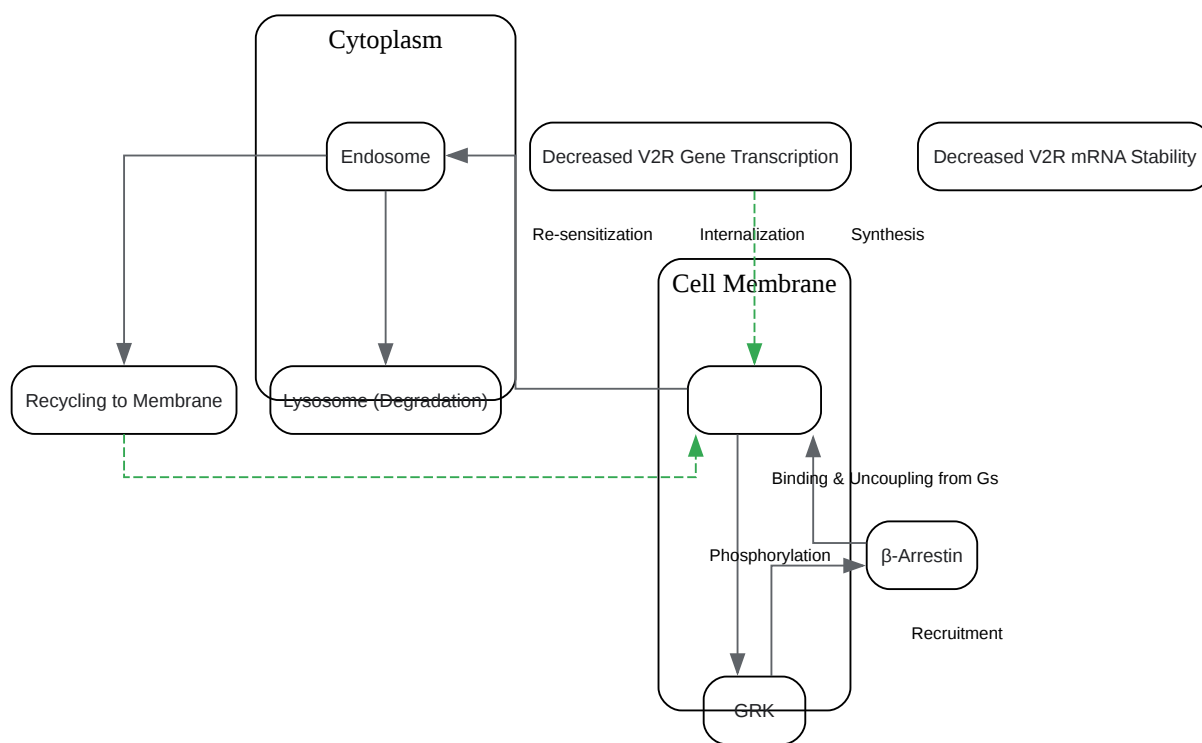 Cytoplasm
Endosome
Decreased V2R Gene Transcription
Decreased V2R mRNA Stability
Re-sensitization
Internalization
Synthesis
Cell Membrane
Recycling to Membrane
Lysosome (Degradation)
Binding & Uncoupling from Gs
Phosphorylation
β-Arrestin
Recruitment
GRK